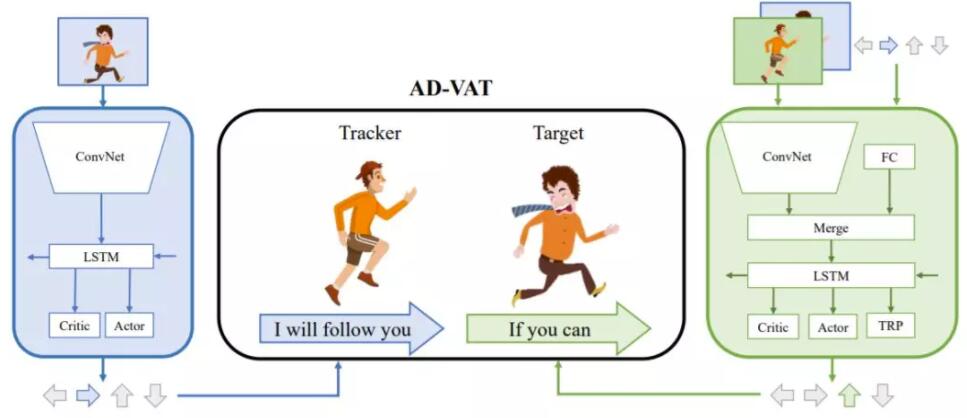 AD-VAT
Tracker
Target
I will follow you
If you can
ConvNet
LSTM
Critic
Actor
ConvNet
FC
Merge
LSTM
Critic
Actor
TRP